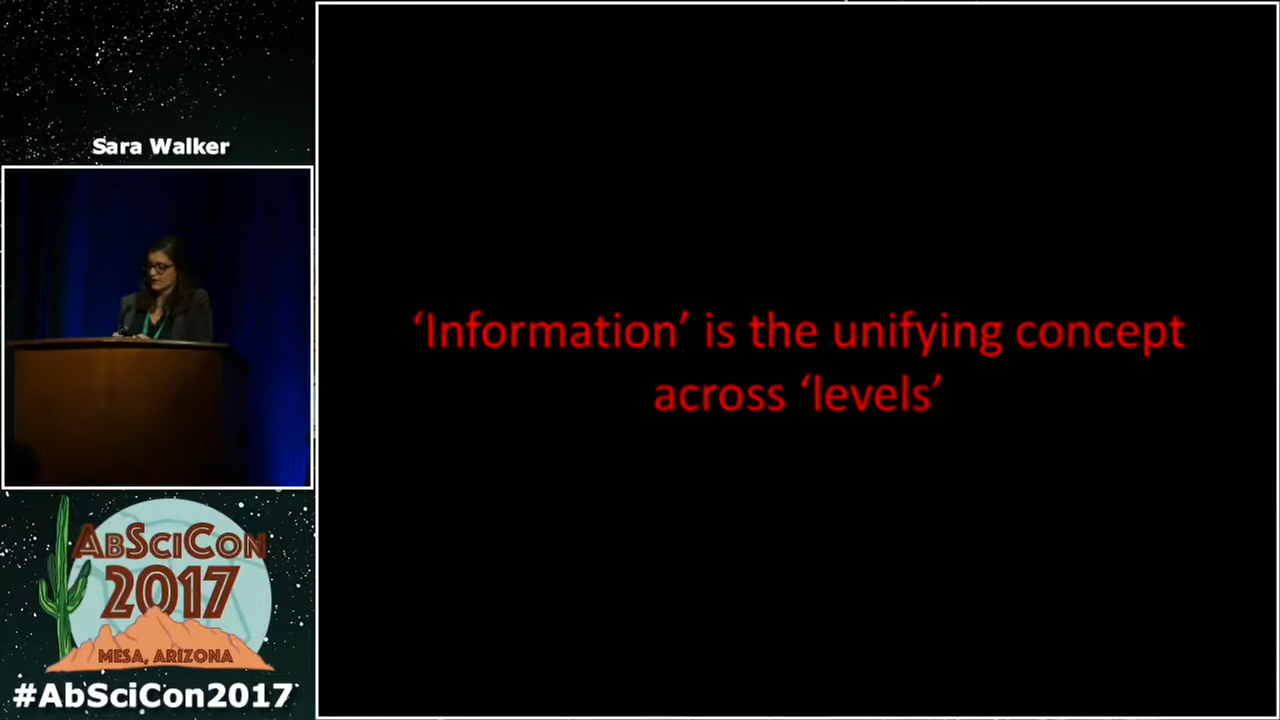 Sara Walker
‘Information’ is the unifying concept
across ‘levels’
AbSciCon
2017
MESA, ARIZONA
#AbSciCon2017